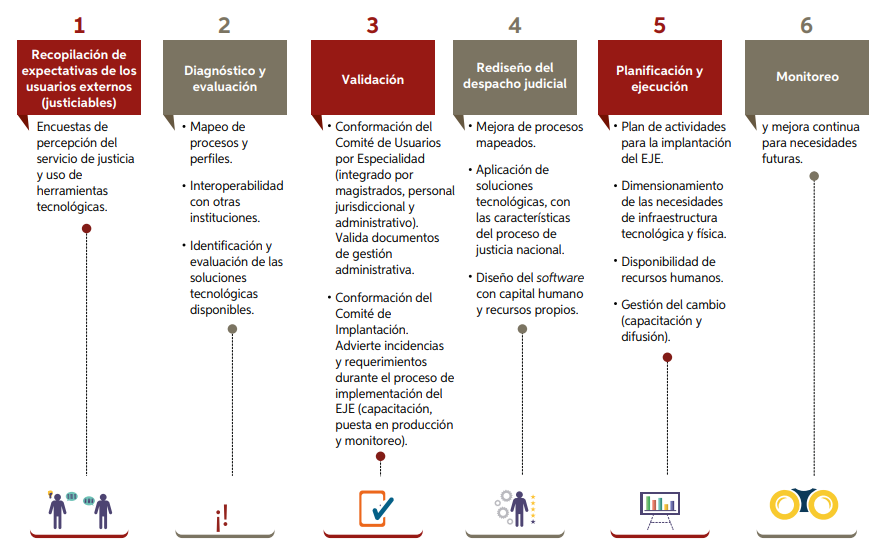 1
Recopilación de
expectativas de los
usuarios externos
(justiciables)
Encuestas de
percepción del
servicio de justicia
y uso de
herramientas
tecnológicas.
2
Diagnóstico y
evaluación
• Mapeo de
procesos y
perfiles.
• Interoperabilidad
con otras
instituciones.
• Identificación y
evaluación de las
soluciones
tecnológicas
disponibles.
¡!
3
Validación
• Conformación del
Comité de Usuarios
por Especialidad
(integrado por
magistrados, personal
jurisdiccional y
administrativo).
Valida documentos
de gestión
administrativa.
• Conformación del
Comité de
Implantación.
Advierte incidencias
y requerimientos
durante el proceso de
implementación del
EJE (capacitación,
puesta en producción
y monitoreo).
4
Rediseño del
despacho judicial
• Mejora de procesos
mapeados.
• Aplicación de
soluciones
tecnológicas, con
las características
del proceso de
justicia nacional.
• Diseño del software
con capital humano
y recursos propios.
5
Planificación y
ejecución
• Plan de actividades
para la implantación
del EJE.
• Dimensionamiento
de las necesidades
de infraestructura
tecnológica y física.
• Disponibilidad de
recursos humanos.
• Gestión del cambio
(capacitación y
difusión).
6
Monitoreo
y mejora continua
para necesidades
futuras.